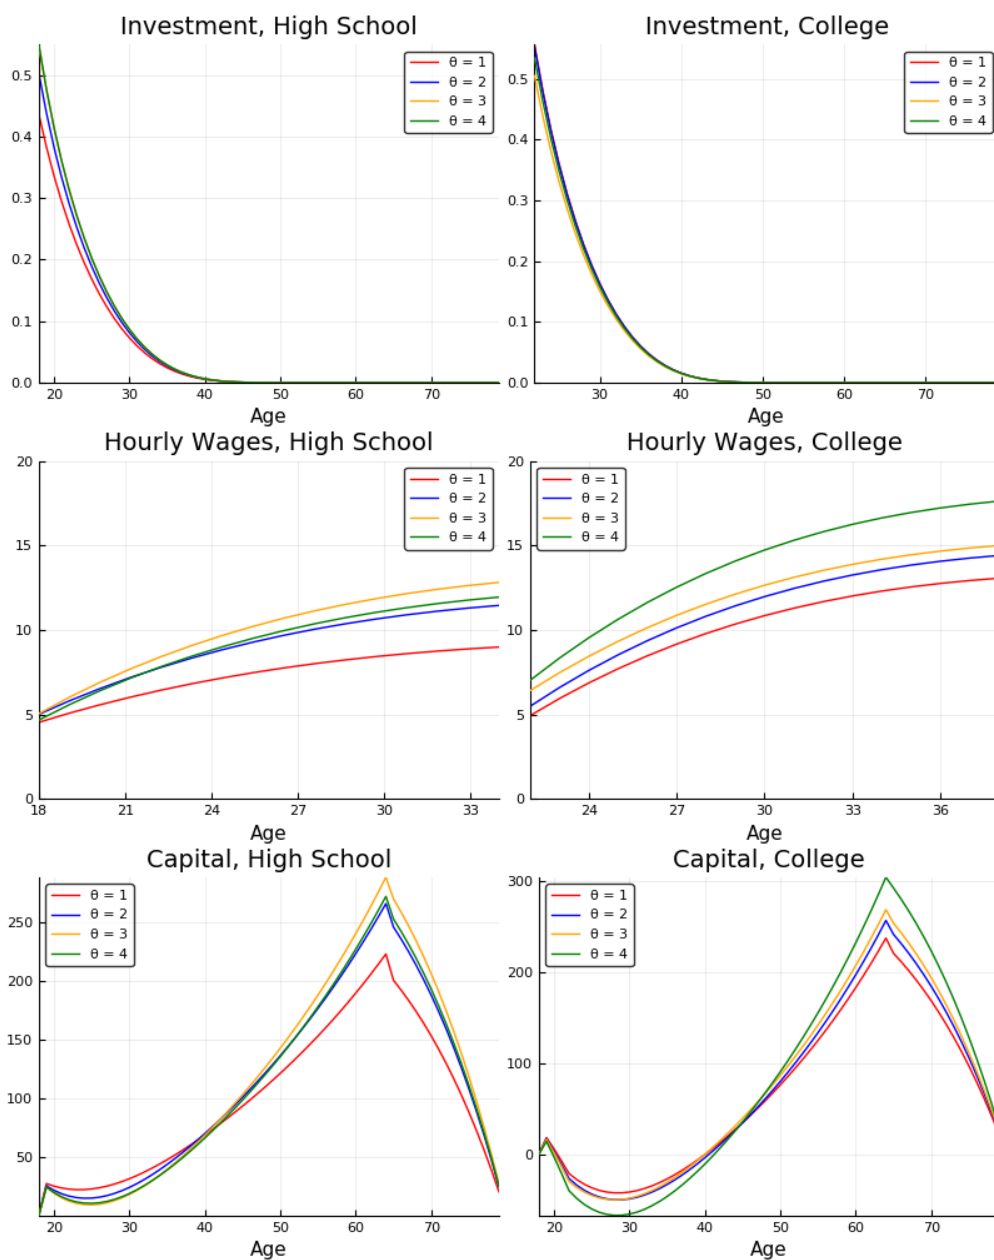 Investment, High School
θ = 1
θ = 2
θ = 3
θ = 4
0.5
0.4
0.3
0.2
0.1
0.0
20 30 40 50 60 70
Age
Investment, College
θ = 1
θ = 2
θ = 3
θ = 4
0.5
0.4
0.3
0.2
0.1
0.0
30 40 50 60 70
Age
Hourly Wages, High School
θ = 1
θ = 2
θ = 3
θ = 4
20
15
10
5
0
18 21 24 27 30 33
Age
Hourly Wages, College
θ = 1
θ = 2
θ = 3
θ = 4
20
15
10
5
0
24 27 30 33 36
Age
Capital, High School
θ = 1
θ = 2
θ = 3
θ = 4
250
200
150
100
50
20 30 40 50 60 70
Age
Capital, College
θ = 1
θ = 2
θ = 3
θ = 4
300
200
100
0
20 30 40 50 60 70
Age